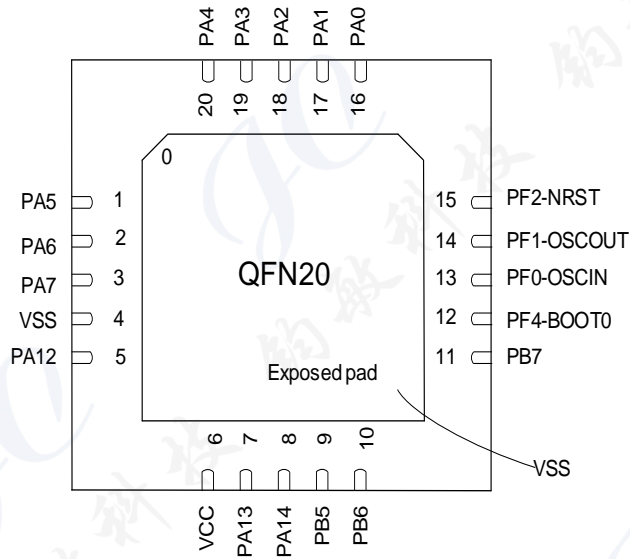 PA4 PA3 PA2 PA1 PA0
20 19 18 17 16
0
PA5 1
PA6 2
PA7 3
VSS 4
PA12 5
QFN20
Exposed pad
15 PF2-NRST
14 PF1-OSCOUT
13 PF0-OSCIN
12 PF4-BOOT0
11 PB7
6 7 8 9 10
VCC PA13 PA14 PB5 PB6
VSS